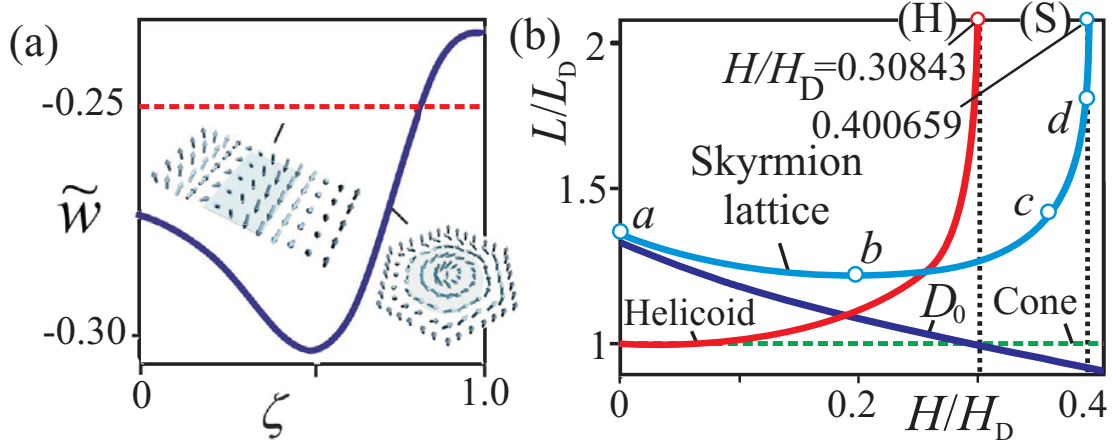 (a)
-0.25
w̃
-0.30
0
1.0
ζ
(b)
2
(H)
(S)
L/L_D
H/H_D=0.30843
0.400659
d
Skyrmion
lattice
1.5
c
a
b
Helicoid
D_0
Cone
1
0
0.2
H/H_D
0.4